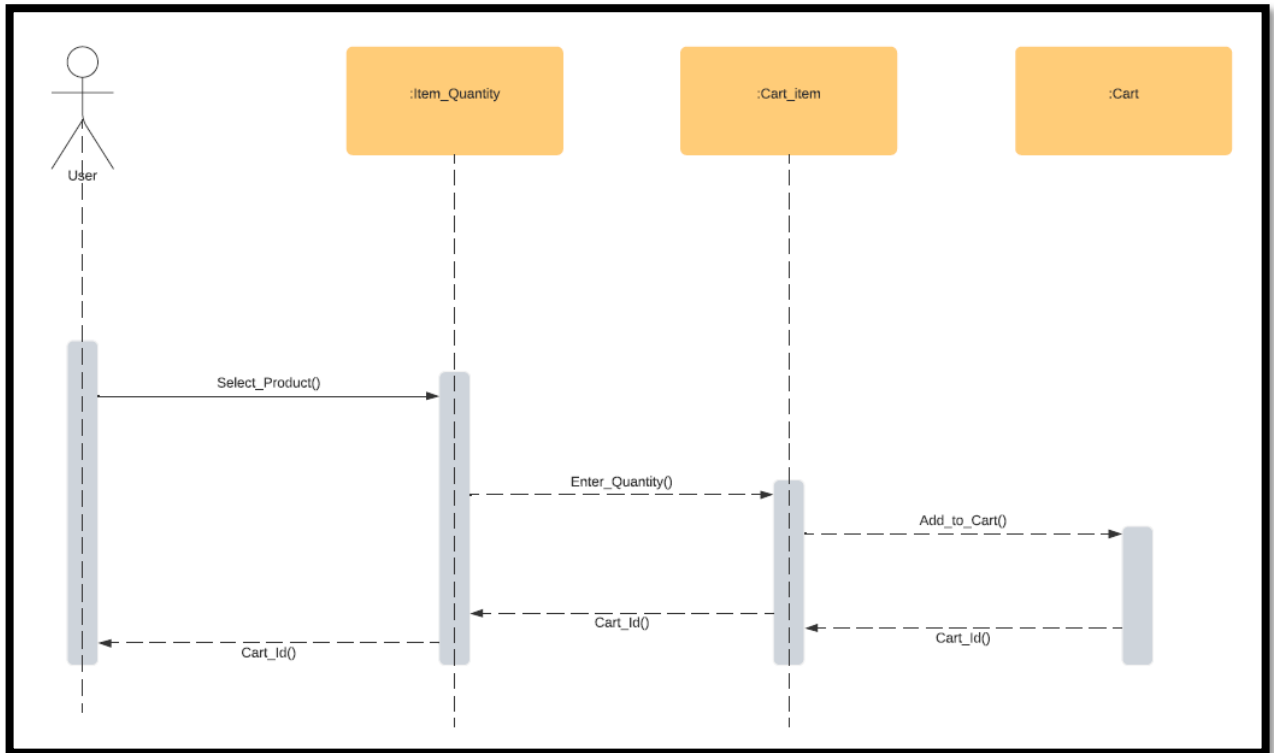 :Item_Quantity
:Cart_item
:Cart
User
Select_Product()
Enter_Quantity()
Add_to_Cart()
Cart_Id()
Cart_Id()
Cart_Id()